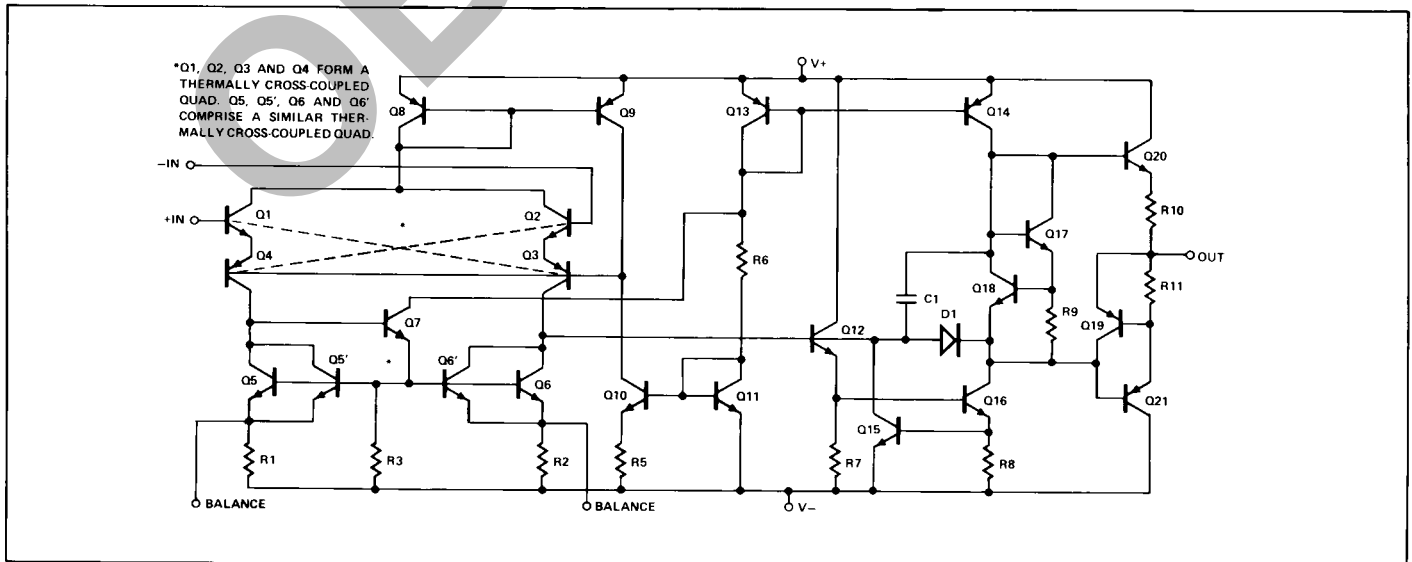 *Q1, Q2, Q3 AND Q4 FORM A
THERMALLY CROSS-COUPLED
QUAD. Q5, Q5', Q6 AND Q6'
COMPRISE A SIMILAR THER-
MALLY CROSS-COUPLED QUAD.
V+
Q8
Q9
Q13
Q14
-IN
Q20
+IN
Q1
*
Q2
R10
Q17
Q4
Q3
OUT
R6
Q18
R11
C1
R9
Q7
D1
Q19
Q12
*
Q5
Q5'
Q6'
Q6
Q10
Q11
Q16
Q21
Q15
R1
R3
R2
R5
R7
R8
BALANCE
BALANCE
V−